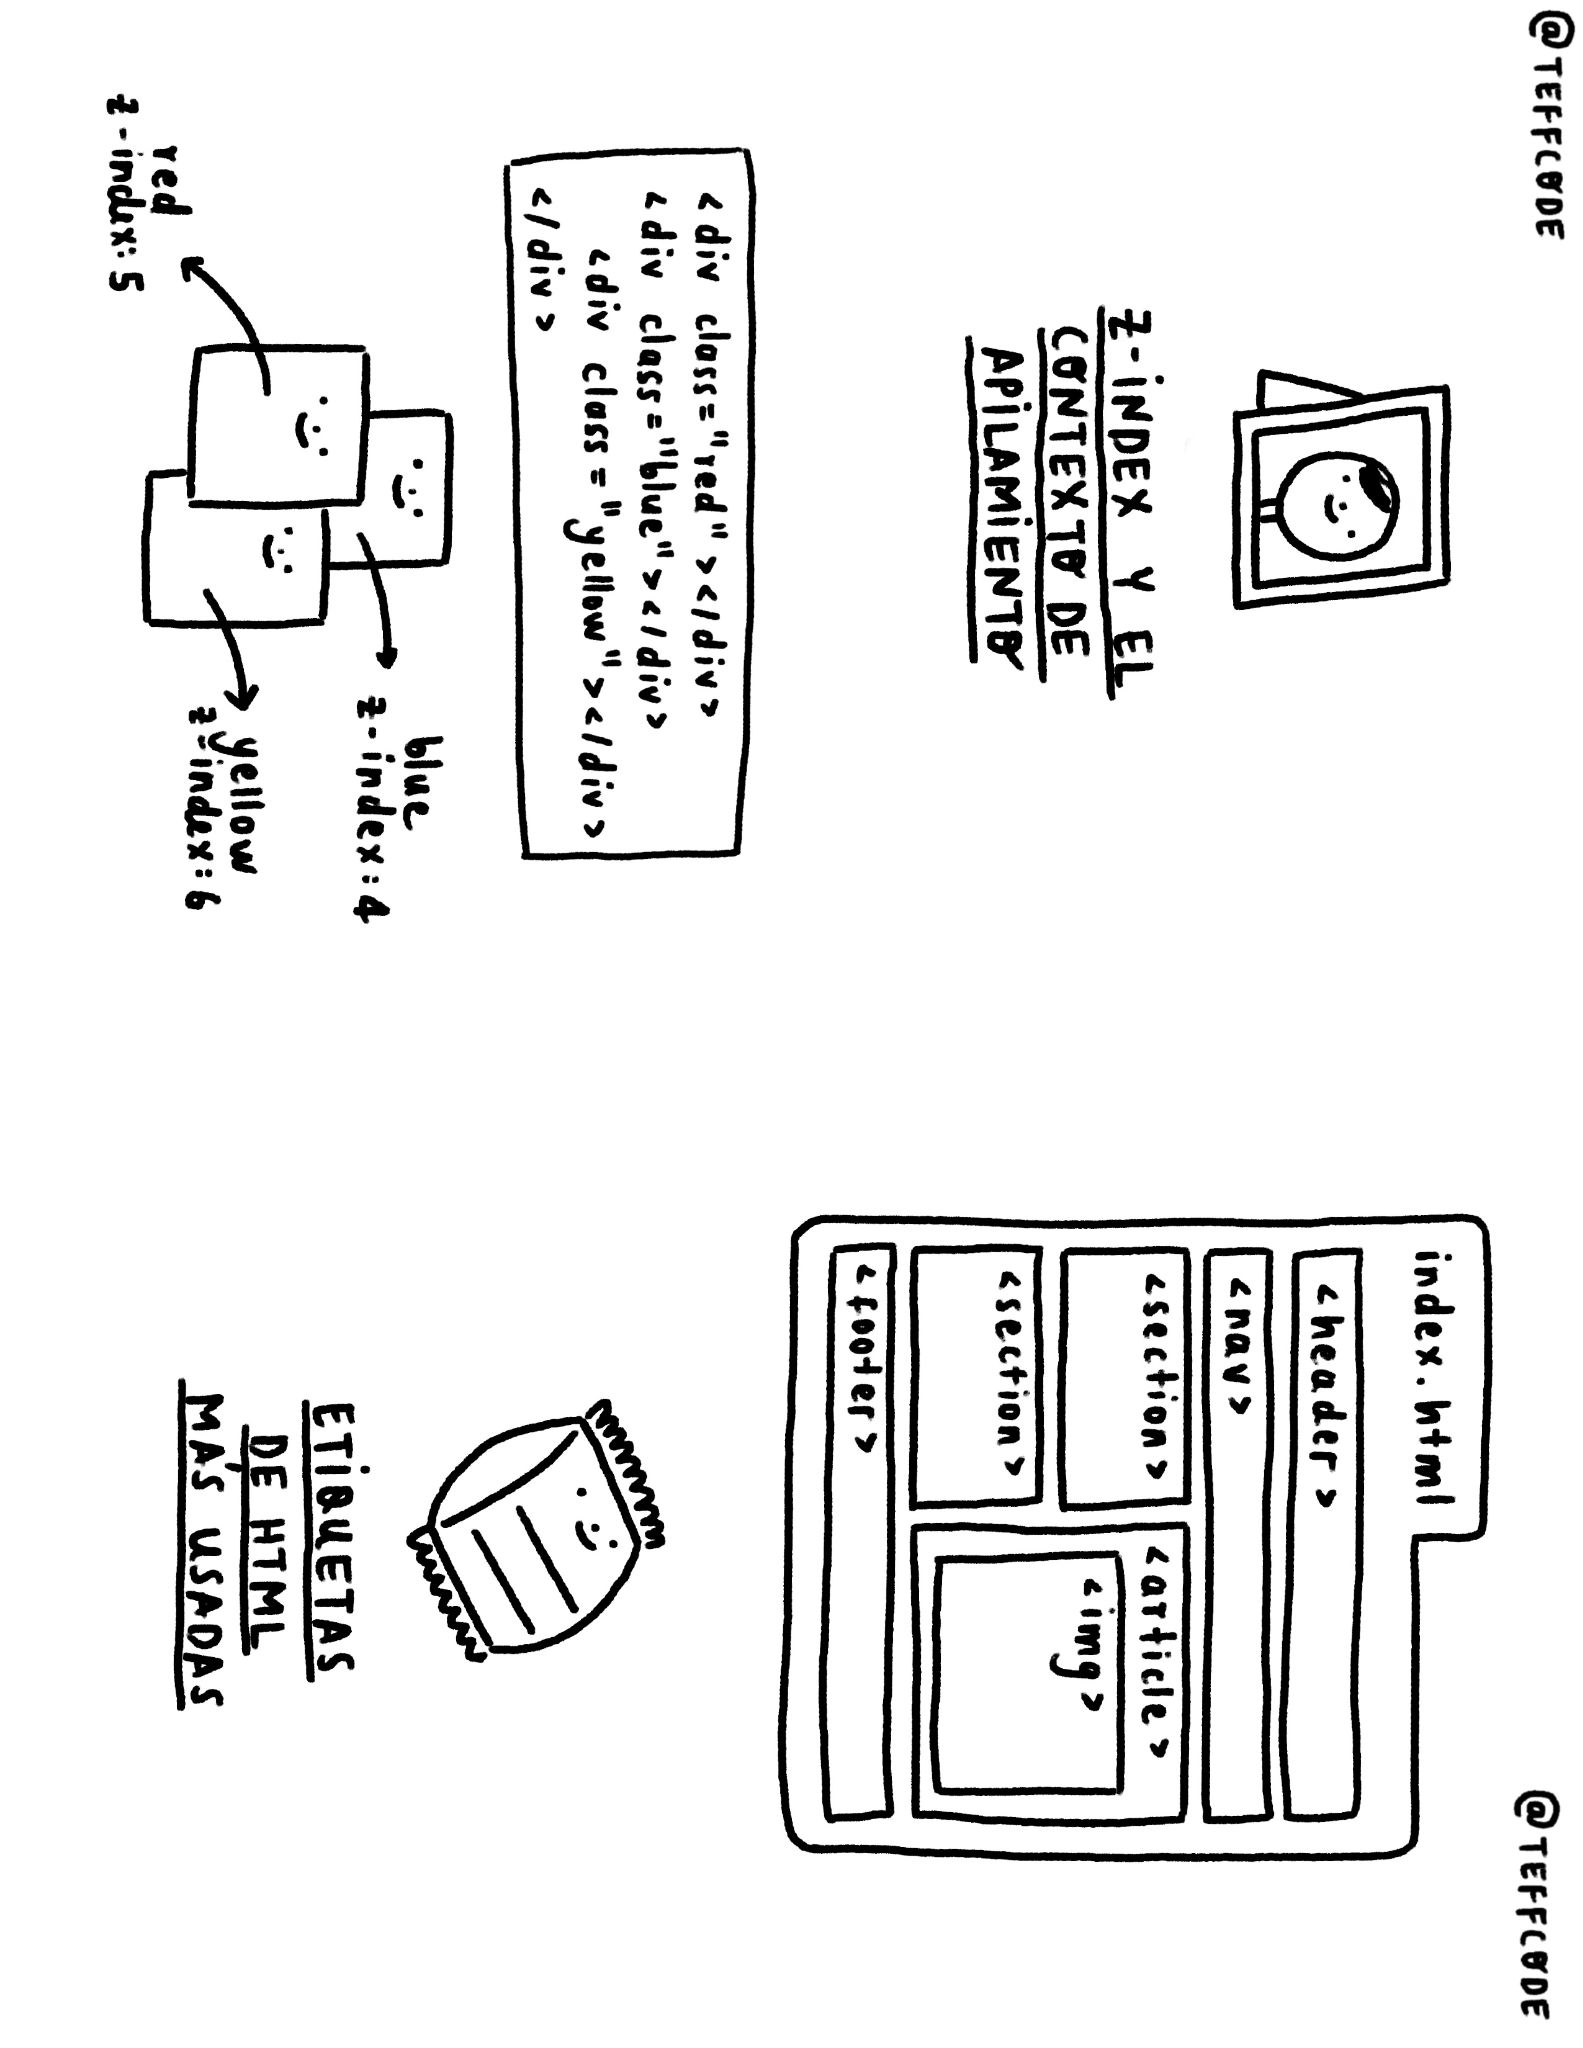 @TEFFCODE
Z-INDEX Y EL
CONTEXTO DE
APILAMIENTO
<div class="red"></div>
<div class="blue"></div>
<div class="yellow"></div>
</div>
red
z-index:5
blue
z-index:4
yellow
z-index:6
@TEFFCODE
index.html
<header>
<nav>
<section>
<section>
<article>
<img>
<footer>
ETIQUETAS
DE HTML
MÁS USADAS